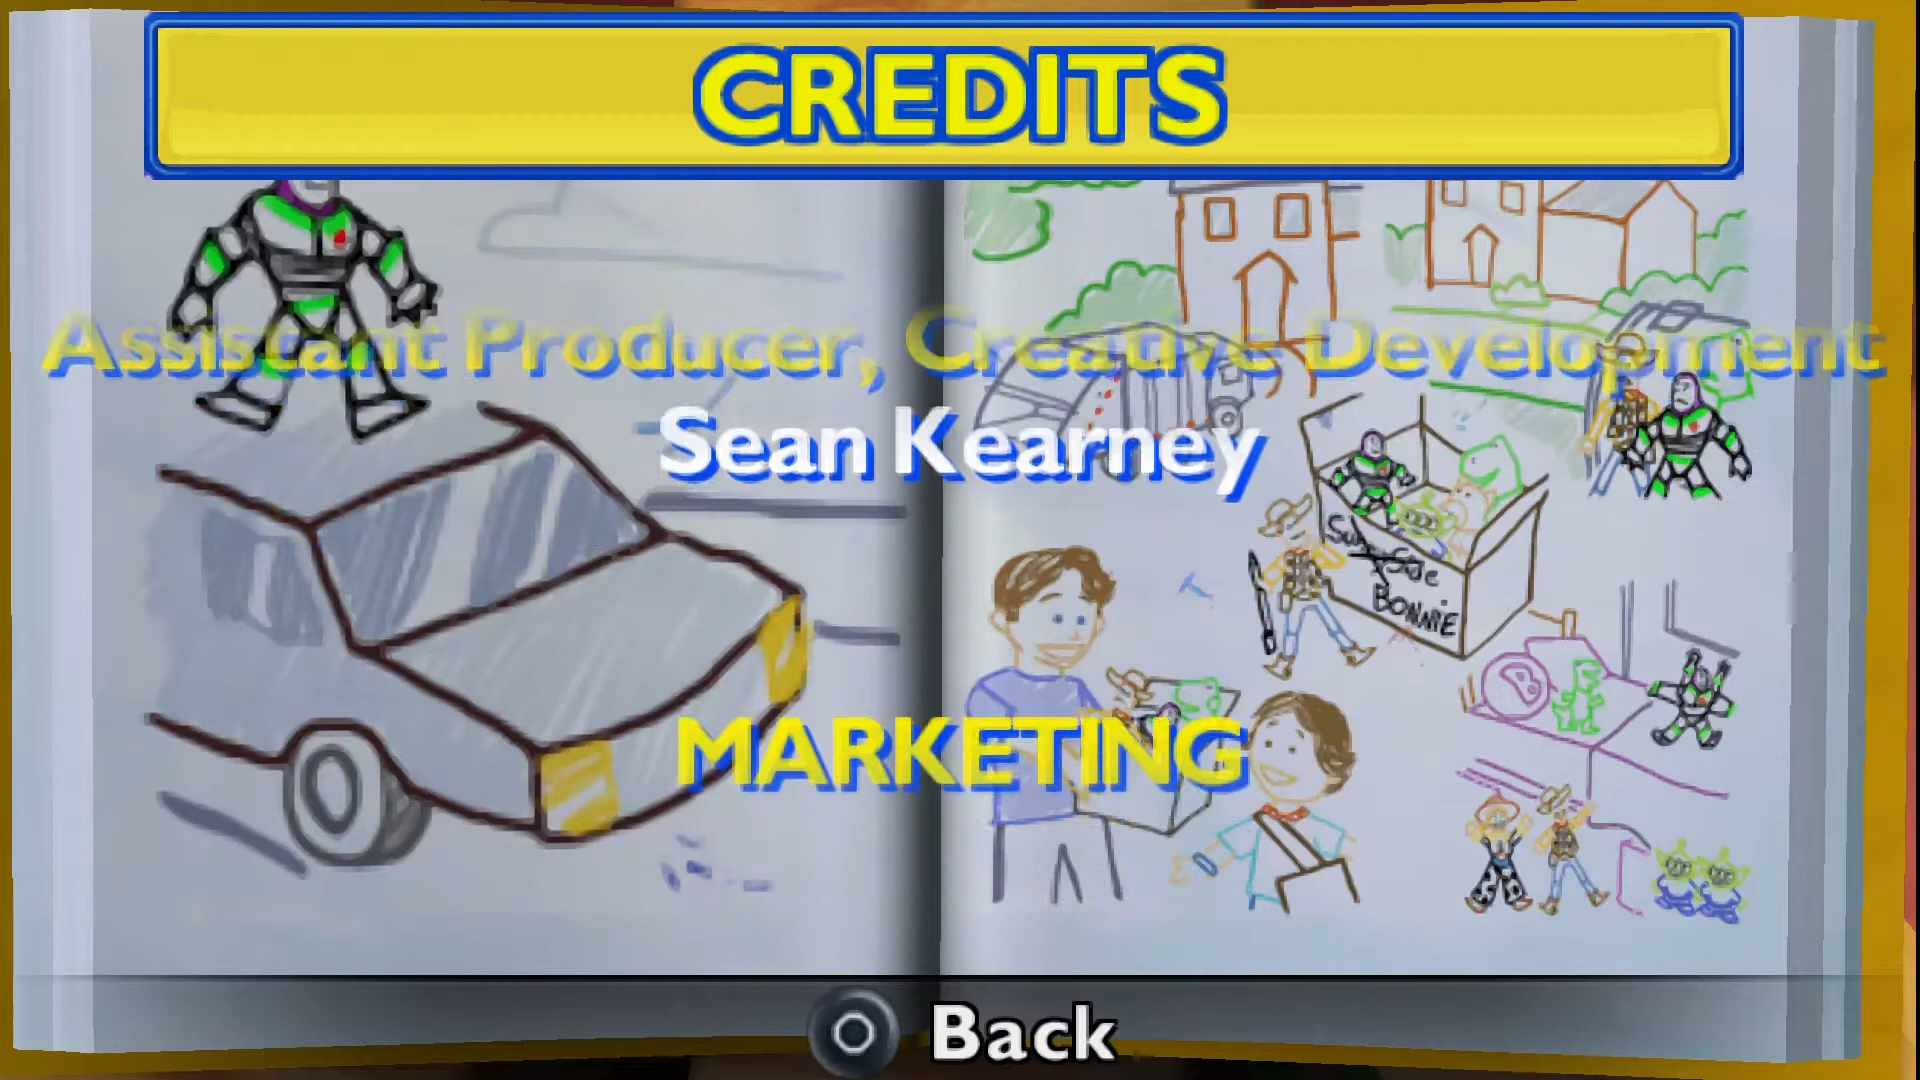 CREDITS
Assistant Producer, Creative Development
Sean Kearney
MARKETING
BONNIE
Back